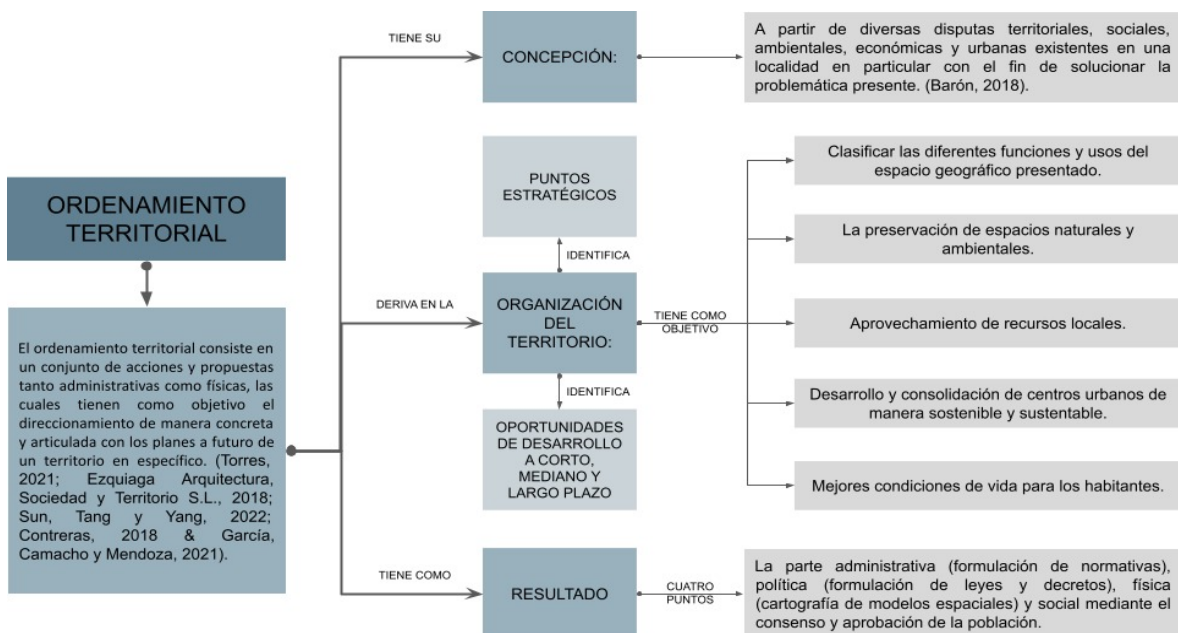 ORDENAMIENTO
TERRITORIAL
El ordenamiento territorial consiste en
un conjunto de acciones y propuestas
tanto administrativas como físicas, las
cuales tienen como objetivo el
direccionamiento de manera concreta
y articulada con los planes a futuro de
un territorio en específico. (Torres,
2021; Ezquiaga Arquitectura,
Sociedad y Territorio S.L., 2018;
Sun, Tang y Yang, 2022;
Contreras, 2018 & García,
Camacho y Mendoza, 2021).
TIENE SU
CONCEPCIÓN:
A partir de diversas disputas territoriales, sociales,
ambientales, económicas y urbanas existentes en una
localidad en particular con el fin de solucionar la
problemática presente. (Barón, 2018).
DERIVA EN LA
PUNTOS
ESTRATÉGICOS
IDENTIFICA
ORGANIZACIÓN
DEL
TERRITORIO:
IDENTIFICA
OPORTUNIDADES
DE DESARROLLO
A CORTO,
MEDIANO Y
LARGO PLAZO
TIENE COMO
OBJETIVO
Clasificar las diferentes funciones y usos del
espacio geográfico presentado.
La preservación de espacios naturales y
ambientales.
Aprovechamiento de recursos locales.
Desarrollo y consolidación de centros urbanos de
manera sostenible y sustentable.
Mejores condiciones de vida para los habitantes.
TIENE COMO
RESULTADO
CUATRO
PUNTOS
La parte administrativa (formulación de normativas),
política (formulación de leyes y decretos), física
(cartografía de modelos espaciales) y social mediante el
consenso y aprobación de la población.